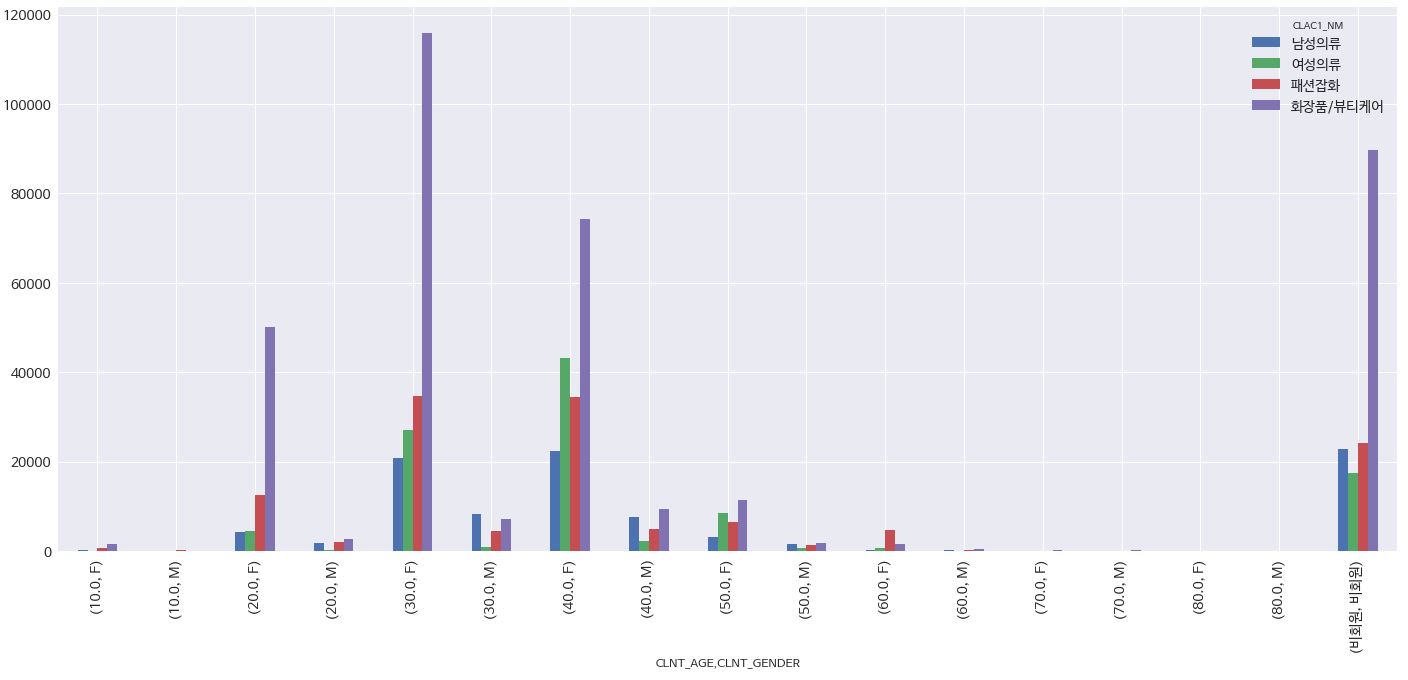 120000
100000
80000
60000
40000
20000
0
CLAC1_NM
남성의류
여성의류
패션잡화
화장품/뷰티케어
(10.0, F)
(10.0, M)
(20.0, F)
(20.0, M)
(30.0, F)
(30.0, M)
(40.0, F)
(40.0, M)
(50.0, F)
(50.0, M)
(60.0, F)
(60.0, M)
(70.0, F)
(70.0, M)
(80.0, F)
(80.0, M)
(비회원, 비회원)
CLNT_AGE,CLNT_GENDER